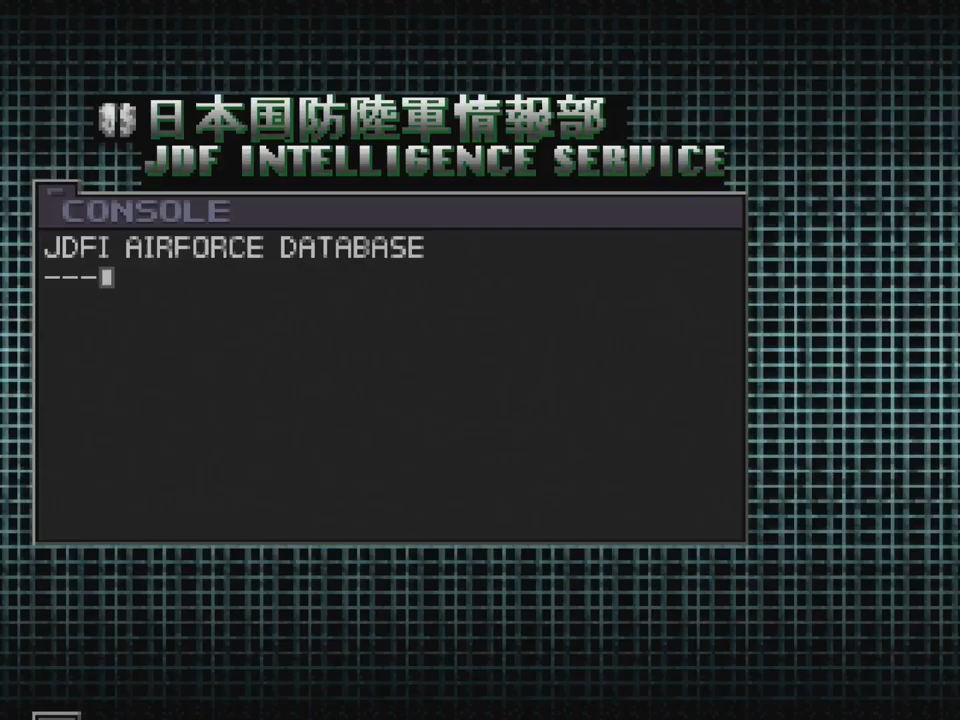 日本国防陸軍情報部
JDF INTELLIGENCE SERVICE
CONSOLE
JDFI AIRFORCE DATABASE
---